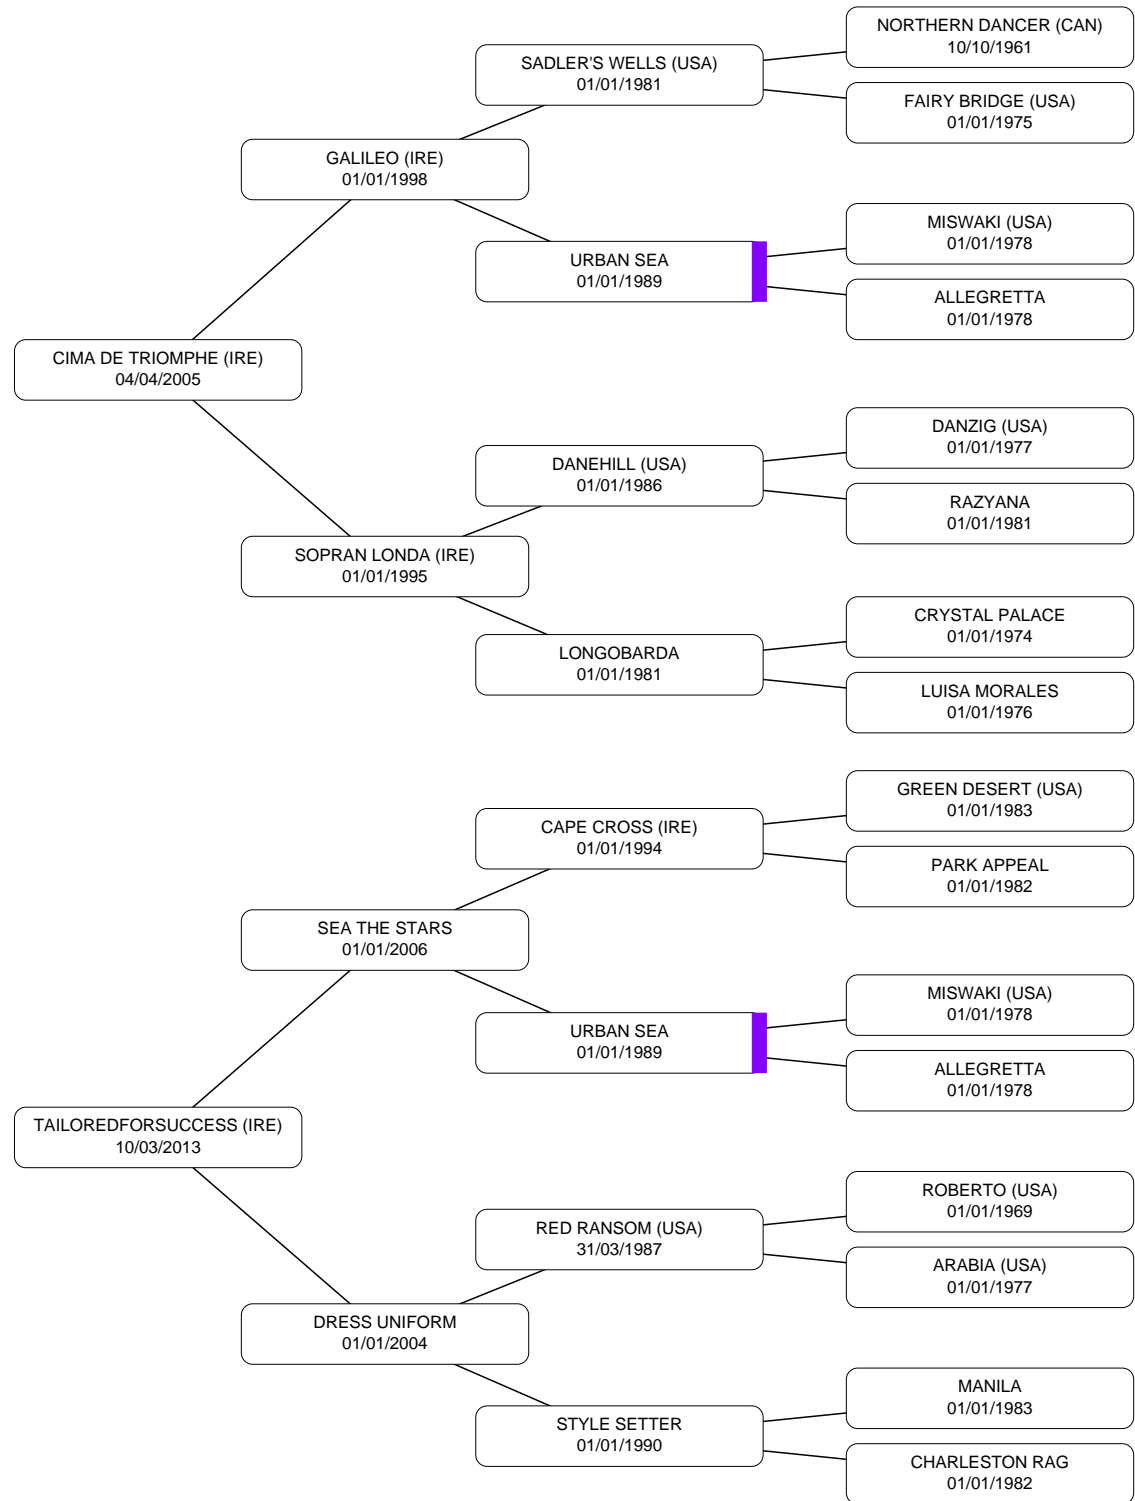 NORTHERN DANCER (CAN)
10/10/1961
SADLER'S WELLS (USA)
01/01/1981
FAIRY BRIDGE (USA)
01/01/1975
GALILEO (IRE)
01/01/1998
MISWAKI (USA)
01/01/1978
URBAN SEA
01/01/1989
ALLEGRETTA
01/01/1978
CIMA DE TRIOMPHE (IRE)
04/04/2005
DANZIG (USA)
01/01/1977
DANEHILL (USA)
01/01/1986
RAZYANA
01/01/1981
SOPRAN LONDA (IRE)
01/01/1995
CRYSTAL PALACE
01/01/1974
LONGOBARDA
01/01/1981
LUISA MORALES
01/01/1976
GREEN DESERT (USA)
01/01/1983
CAPE CROSS (IRE)
01/01/1994
PARK APPEAL
01/01/1982
SEA THE STARS
01/01/2006
MISWAKI (USA)
01/01/1978
URBAN SEA
01/01/1989
ALLEGRETTA
01/01/1978
TAILOREDFORSUCCESS (IRE)
10/03/2013
ROBERTO (USA)
01/01/1969
RED RANSOM (USA)
31/03/1987
ARABIA (USA)
01/01/1977
DRESS UNIFORM
01/01/2004
MANILA
01/01/1983
STYLE SETTER
01/01/1990
CHARLESTON RAG
01/01/1982